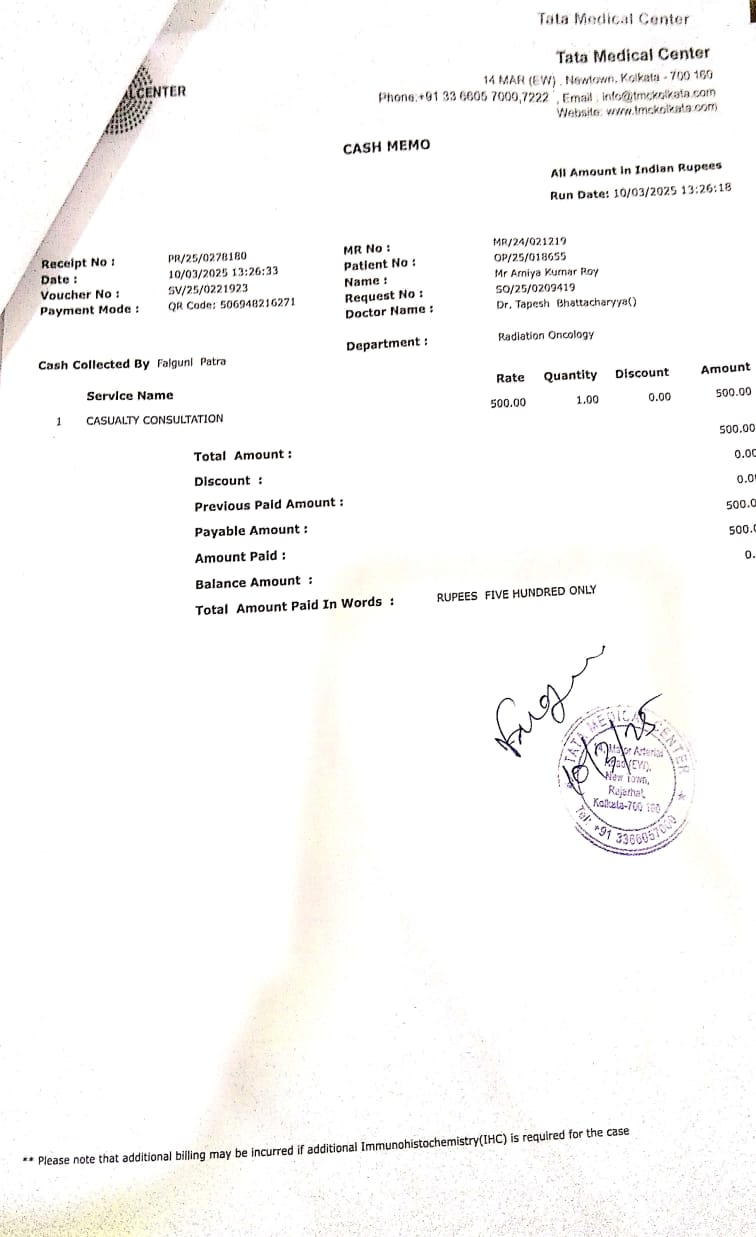 Tata Medical Center
Tata Medical Center
14 MAR (EW) , Newtown, Kolkata - 700 160
Phone:+91 33 6605 7000,7222 , Email : info@tmckolkata.com
Website: www.tmckolkata.com
ALCENTER
CASH MEMO
All Amount in Indian Rupees
Run Date: 10/03/2025 13:26:18
Receipt No : PR/25/0278180 MR No : MR/24/021219
Date : 10/03/2025 13:26:33 Patient No : OP/25/018655
Voucher No : SV/25/0221923 Name : Mr Amiya Kumar Roy
Payment Mode : QR Code: 506948216271 Request No : SO/25/0209419
Doctor Name : Dr. Tapesh Bhattacharyya()
Department : Radiation Oncology
Cash Collected By Falguni Patra
Service Name Rate Quantity Discount Amount
1 CASUALTY CONSULTATION 500.00 1.00 0.00 500.00
Total Amount : 500.00
Discount : 0.00
Previous Paid Amount : 0.0
Payable Amount : 500.0
Amount Paid : 500.
Balance Amount : 0.
Total Amount Paid In Words : RUPEES FIVE HUNDRED ONLY
10/3/25
TATA MEDICAL CENTER
14, Major Arterial
Road (EW),
New Town,
Rajarhat,
Kolkata-700 160
Tel: +91 3366057000
** Please note that additional billing may be incurred if additional Immunohistochemistry(IHC) is required for the case